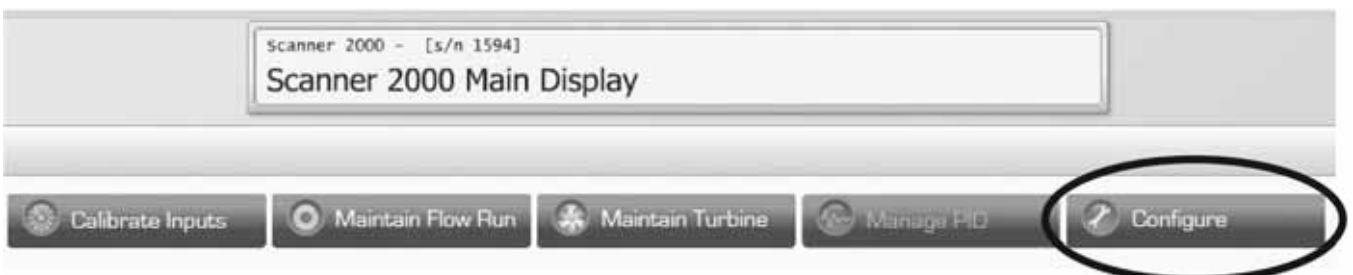 Scanner 2000 - [s/n 1594]
Scanner 2000 Main Display
Calibrate Inputs Maintain Flow Run Maintain Turbine Manage PID Configure